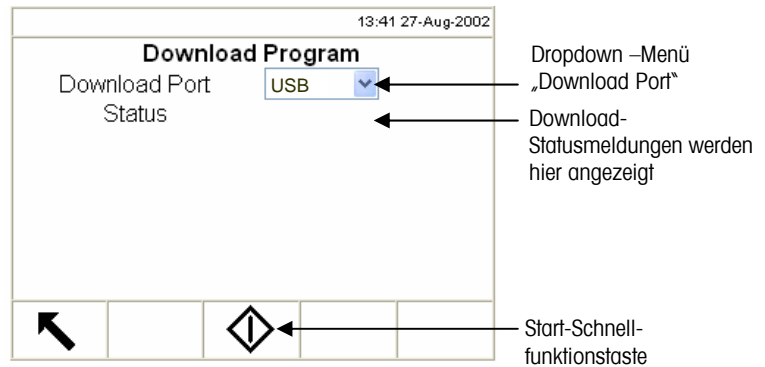 13:41 27-Aug-2002
Download Program
Download Port
USB
Status
Dropdown –Menü
„Download Port“
Download-
Statusmeldungen werden
hier angezeigt
Start-Schnell-
funktionstaste